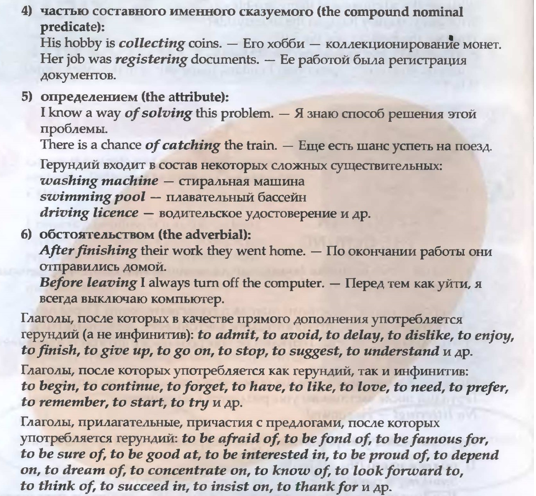 4) частью составного именного сказуемого (the compound nominal
predicate):
His hobby is collecting coins. — Его хобби — коллекционирование монет.
Her job was registering documents. — Ее работой была регистрация
документов.
5) определением (the attribute):
I know a way of solving this problem. — Я знаю способ решения этой
проблемы.
There is a chance of catching the train. — Еще есть шанс успеть на поезд.
Герундий входит в состав некоторых сложных существительных:
washing machine — стиральная машина
swimming pool — плавательный бассейн
driving licence — водительское удостоверение и др.
6) обстоятельством (the adverbial):
After finishing their work they went home. — По окончании работы они
отправились домой.
Before leaving I always turn off the computer. — Перед тем как уйти, я
всегда выключаю компьютер.
Глаголы, после которых в качестве прямого дополнения употребляется
герундий (а не инфинитив): to admit, to avoid, to delay, to dislike, to enjoy,
to finish, to give up, to go on, to stop, to suggest, to understand и др.
Глаголы, после которых употребляется как герундий, так и инфинитив:
to begin, to continue, to forget, to have, to like, to love, to need, to prefer,
to remember, to start, to try и др.
Глаголы, прилагательные, причастия с предлогами, после которых
употребляется герундий: to be afraid of, to be fond of, to be famous for,
to be sure of, to be good at, to be interested in, to be proud of, to depend
on, to dream of, to concentrate on, to know of, to look forward to,
to think of, to succeed in, to insist on, to thank for и др.